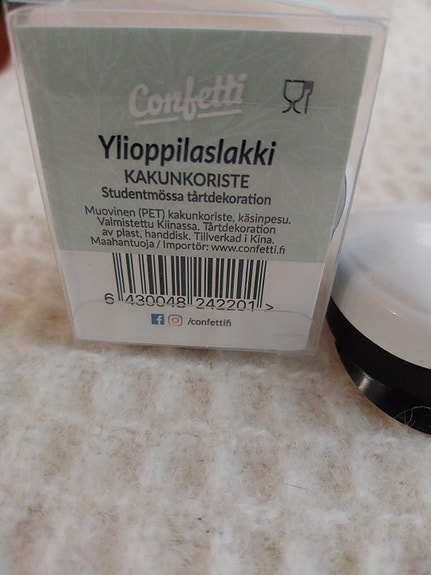 Confetti
Ylioppilaslakki
KAKUNKORISTE
Studentmössa tårtdekoration
Muovinen (PET) kakunkoriste, käsinpesu.
Valmistettu Kiinassa. Tårtdekoration
av plast, handdisk. Tillverkad i Kina.
Maahantuoja / Importör: www.confetti.fi
6 430048 242201 >
/confettifi